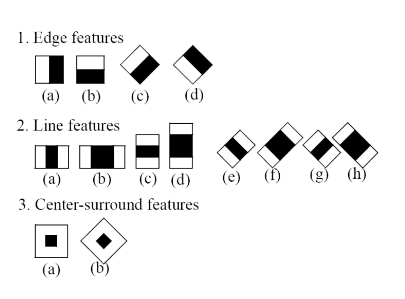 1. Edge features
(a) (b) (c) (d)
2. Line features
(a) (b) (c) (d) (e) (f) (g) (h)
3. Center-surround features
(a) (b)